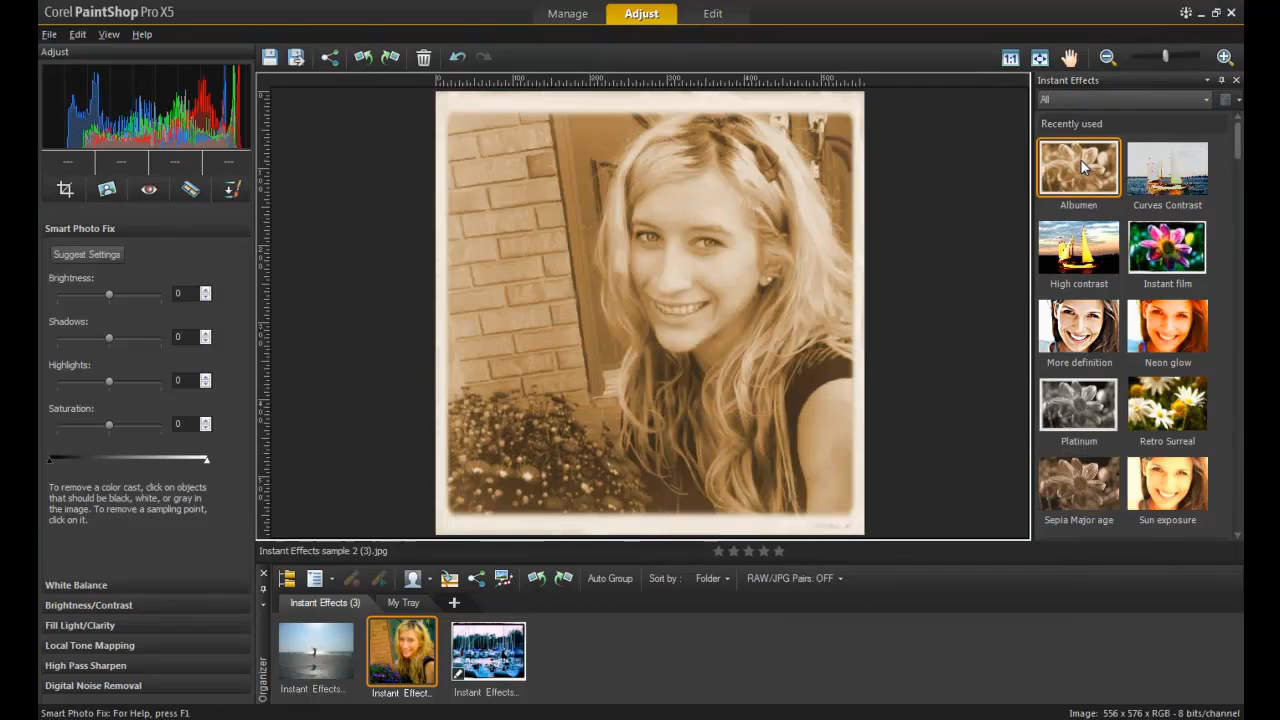 Corel PaintShop Pro X5
Manage Adjust Edit
File Edit View Help
Adjust
Instant Effects
All
0 100 200 300 400 500
Recently used
Albumen Curves Contrast
High contrast Instant film
More definition Neon glow
Platinum Retro Surreal
Sepia Major age Sun exposure
--- --- --- ---
Smart Photo Fix
Suggest Settings
Brightness:
0
Shadows:
0
Highlights:
0
Saturation:
0
To remove a color cast, click on objects
that should be black, white, or gray in
the image. To remove a sampling point,
click on it.
White Balance
Brightness/Contrast
Fill Light/Clarity
Local Tone Mapping
High Pass Sharpen
Digital Noise Removal
Instant Effects sample 2 (3).jpg
Auto Group Sort by : Folder RAW/JPG Pairs: OFF
Instant Effects (3) My Tray +
Organizer
Instant Effects... Instant Effect... Instant Effects...
Smart Photo Fix: For Help, press F1
Image: 556 x 576 x RGB - 8 bits/channel